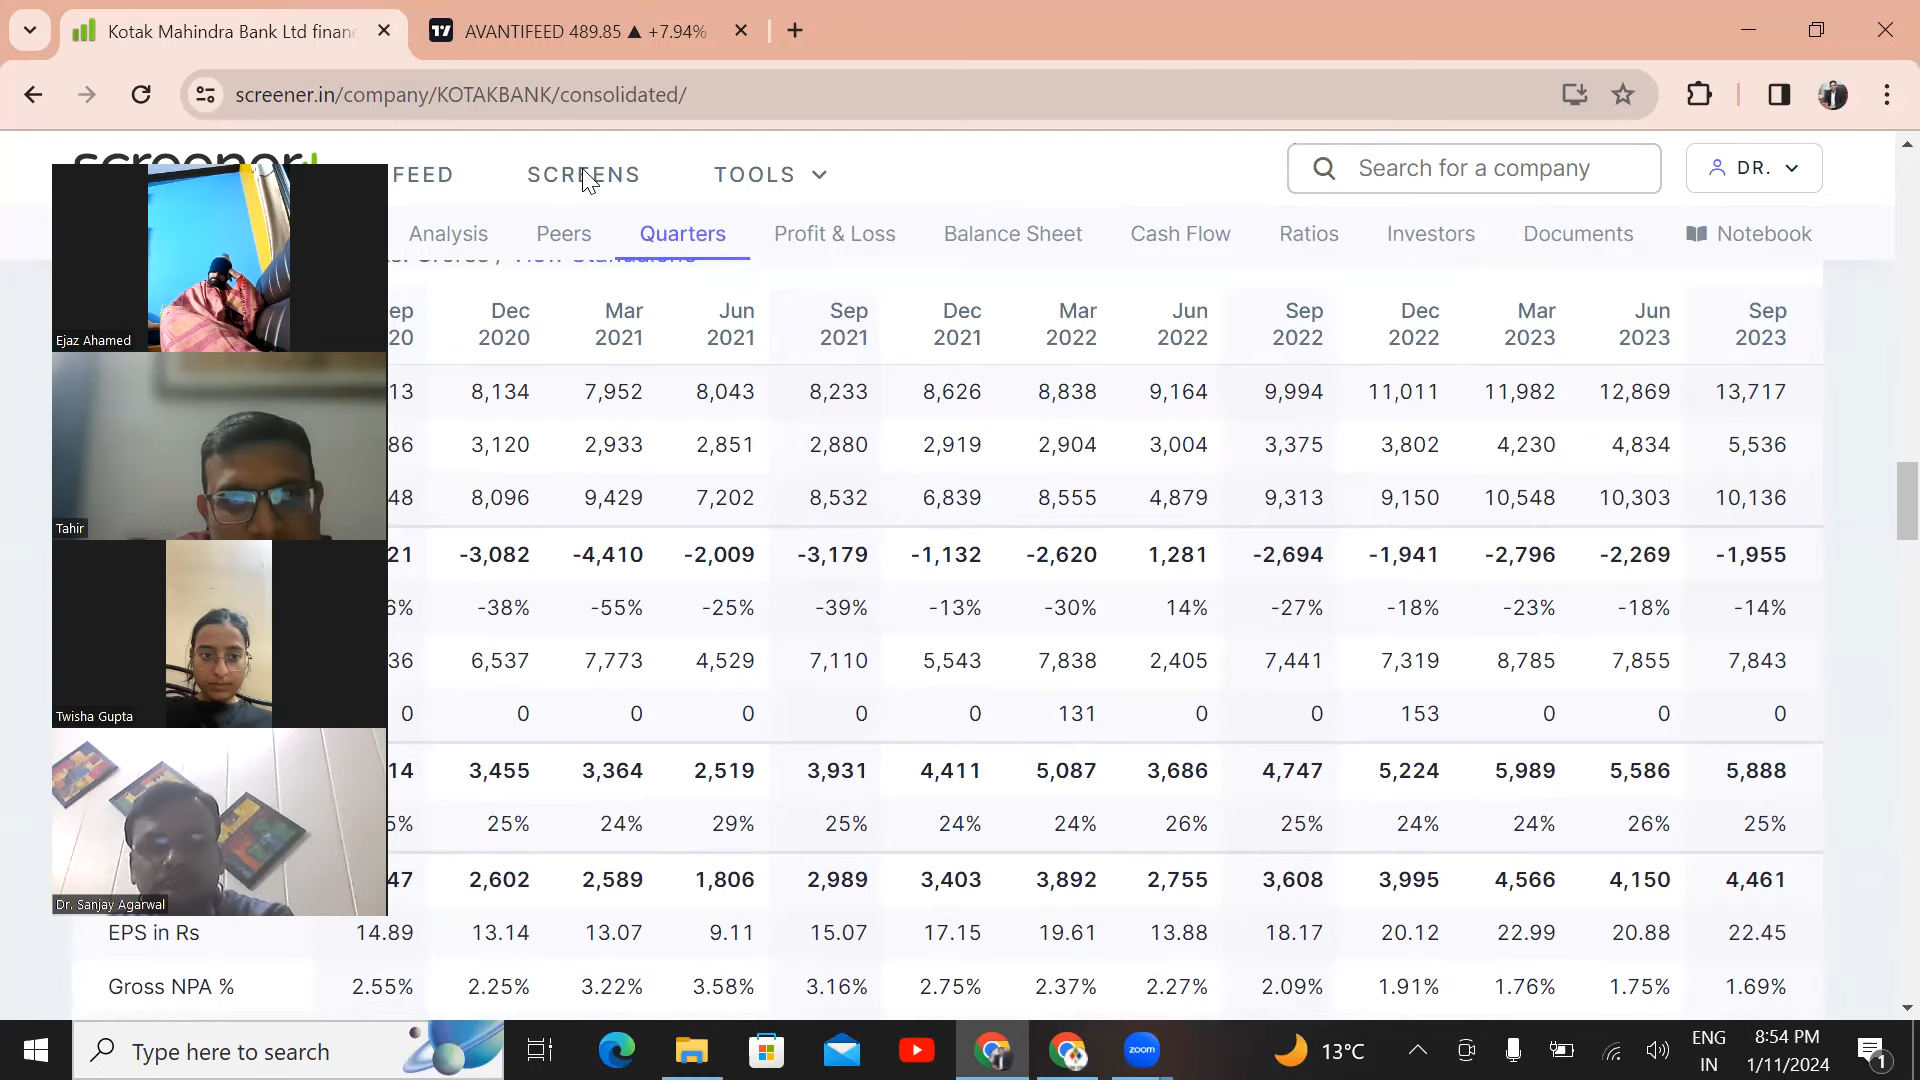 Kotak Mahindra Bank Ltd finan
AVANTIFEED 489.85 ▲ +7.94%
screener.in/company/KOTAKBANK/consolidated/
screener
FEED SCREENS TOOLS
Search for a company
DR.
Analysis Peers Quarters Profit & Loss Balance Sheet Cash Flow Ratios Investors Documents Notebook
View Standalone
ep Dec Mar Jun Sep Dec Mar Jun Sep Dec Mar Jun Sep
20 2020 2021 2021 2021 2021 2022 2022 2022 2022 2023 2023 2023
13 8,134 7,952 8,043 8,233 8,626 8,838 9,164 9,994 11,011 11,982 12,869 13,717
86 3,120 2,933 2,851 2,880 2,919 2,904 3,004 3,375 3,802 4,230 4,834 5,536
48 8,096 9,429 7,202 8,532 6,839 8,555 4,879 9,313 9,150 10,548 10,303 10,136
21 -3,082 -4,410 -2,009 -3,179 -1,132 -2,620 1,281 -2,694 -1,941 -2,796 -2,269 -1,955
6% -38% -55% -25% -39% -13% -30% 14% -27% -18% -23% -18% -14%
36 6,537 7,773 4,529 7,110 5,543 7,838 2,405 7,441 7,319 8,785 7,855 7,843
0 0 0 0 0 0 131 0 0 153 0 0 0
14 3,455 3,364 2,519 3,931 4,411 5,087 3,686 4,747 5,224 5,989 5,586 5,888
5% 25% 24% 29% 25% 24% 24% 26% 25% 24% 24% 26% 25%
47 2,602 2,589 1,806 2,989 3,403 3,892 2,755 3,608 3,995 4,566 4,150 4,461
EPS in Rs 14.89 13.14 13.07 9.11 15.07 17.15 19.61 13.88 18.17 20.12 22.99 20.88 22.45
Gross NPA % 2.55% 2.25% 3.22% 3.58% 3.16% 2.75% 2.37% 2.27% 2.09% 1.91% 1.76% 1.75% 1.69%
Ejaz Ahamed
Tahir
Twisha Gupta
Dr. Sanjay Agarwal
Type here to search
zoom
13°C
ENG
IN
8:54 PM
1/11/2024
1